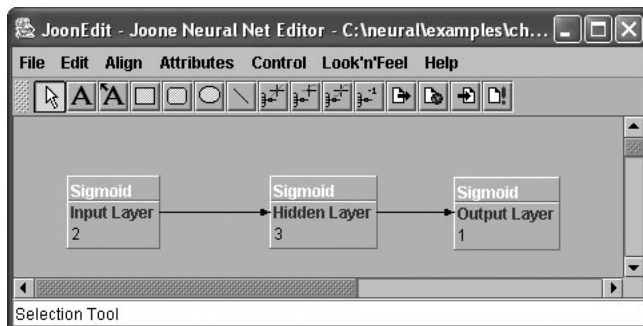 JoonEdit - Joone Neural Net Editor - C:\neural\examples\ch...
File Edit Align Attributes Control Look'n'Feel Help
A A
Sigmoid Sigmoid Sigmoid
Input Layer Hidden Layer Output Layer
2 3 1
Selection Tool